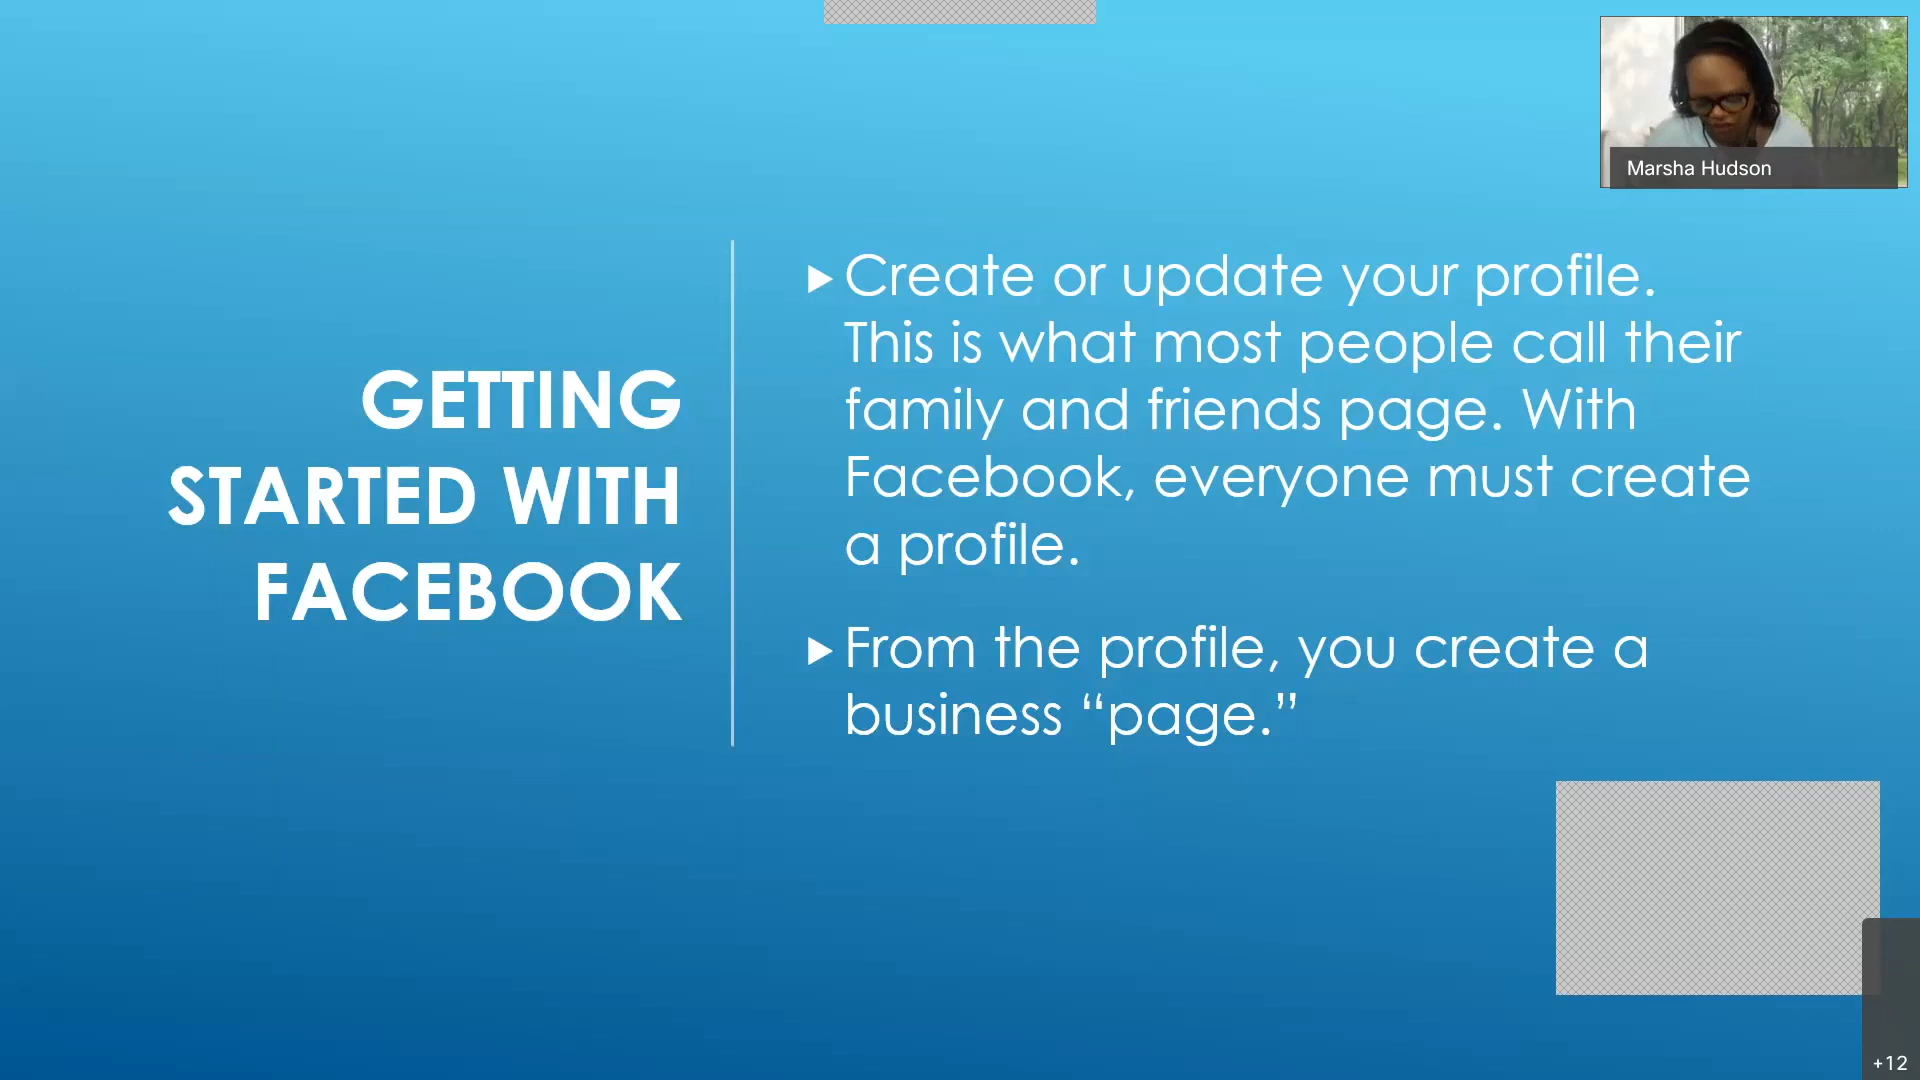 Marsha Hudson
GETTING
STARTED WITH
FACEBOOK
Create or update your profile.
This is what most people call their
family and friends page. With
Facebook, everyone must create
a profile.
From the profile, you create a
business “page.”
+12